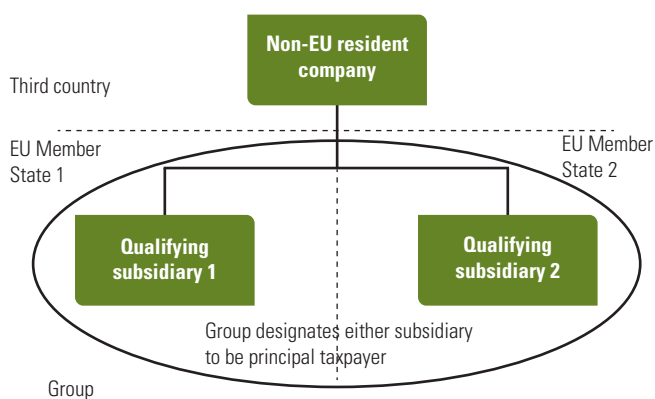 Non-EU resident
company
Third country
EU Member
State 1
EU Member
State 2
Qualifying
subsidiary 1
Qualifying
subsidiary 2
Group designates either subsidiary
to be principal taxpayer
Group